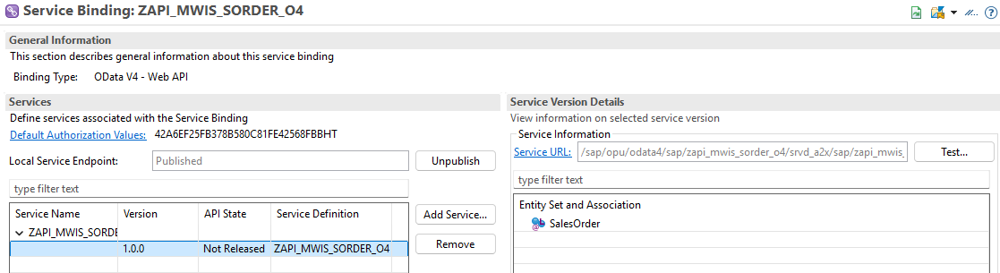 Service Binding: ZAPI_MWIS_SORDER_O4
General Information
This section describes general information about this service binding
Binding Type: OData V4 - Web API
Services
Define services associated with the Service Binding
Default Authorization Values: 42A6EF25FB378B580C81FE42568FBBHT
Local Service Endpoint: Published Unpublish
type filter text
Service Name Version API State Service Definition Add Service...
ZAPI_MWIS_SORDE
1.0.0 Not Released ZAPI_MWIS_SORDER_O4 Remove
Service Version Details
View information on selected service version
Service Information
Service URL: /sap/opu/odata4/sap/zapi_mwis_sorder_o4/srvd_a2x/sap/zapi_mwis_ Test...
type filter text
Entity Set and Association
SalesOrder